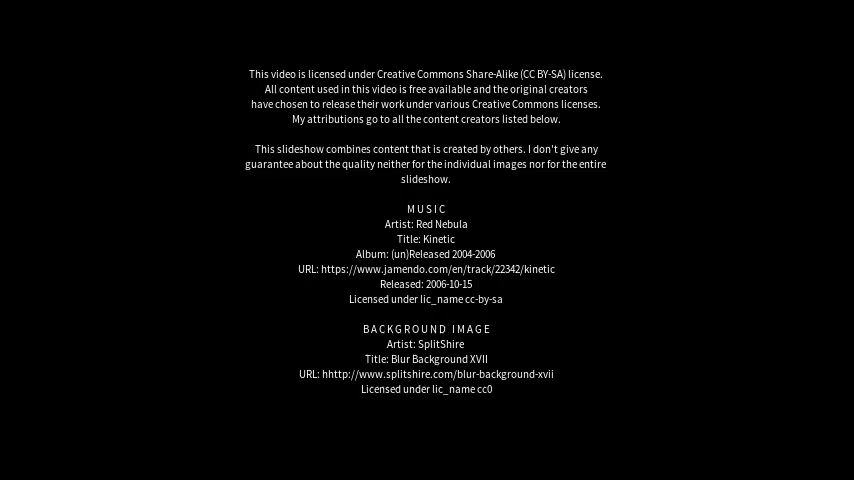 This video is licensed under Creative Commons Share-Alike (CC BY-SA) license.
All content used in this video is free available and the original creators
have chosen to release their work under various Creative Commons licenses.
My attributions go to all the content creators listed below.
This slideshow combines content that is created by others. I don't give any
guarantee about the quality neither for the individual images nor for the entire
slideshow.
MUSIC
Artist: Red Nebula
Title: Kinetic
Album: (un)Released 2004-2006
URL: https://www.jamendo.com/en/track/22342/kinetic
Released: 2006-10-15
Licensed under lic_name cc-by-sa
BACKGROUND IMAGE
Artist: SplitShire
Title: Blur Background XVII
URL: hhttp://www.splitshire.com/blur-background-xvii
Licensed under lic_name cc0